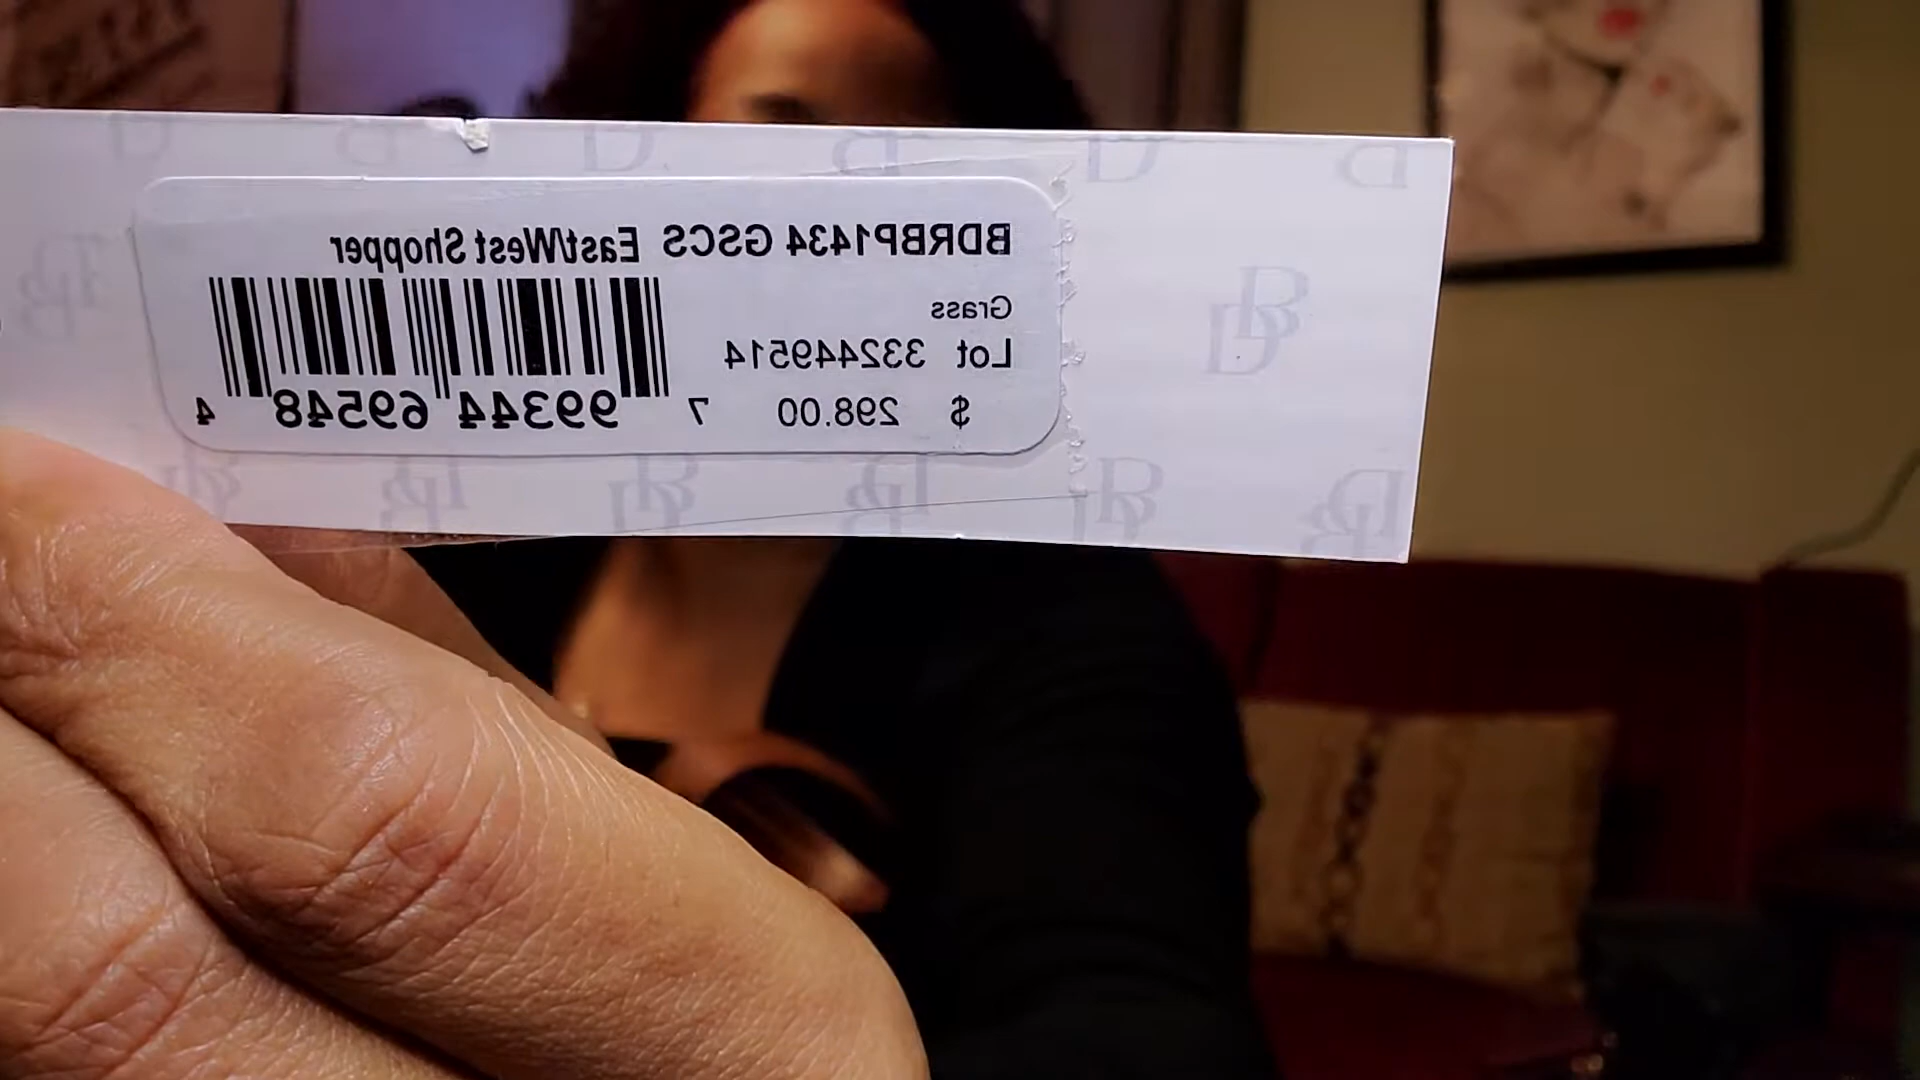 BDRBP1434 GSCS East/West Shopper
Grass
Lot 332449514
$ 298.00
7 99344 69548 4